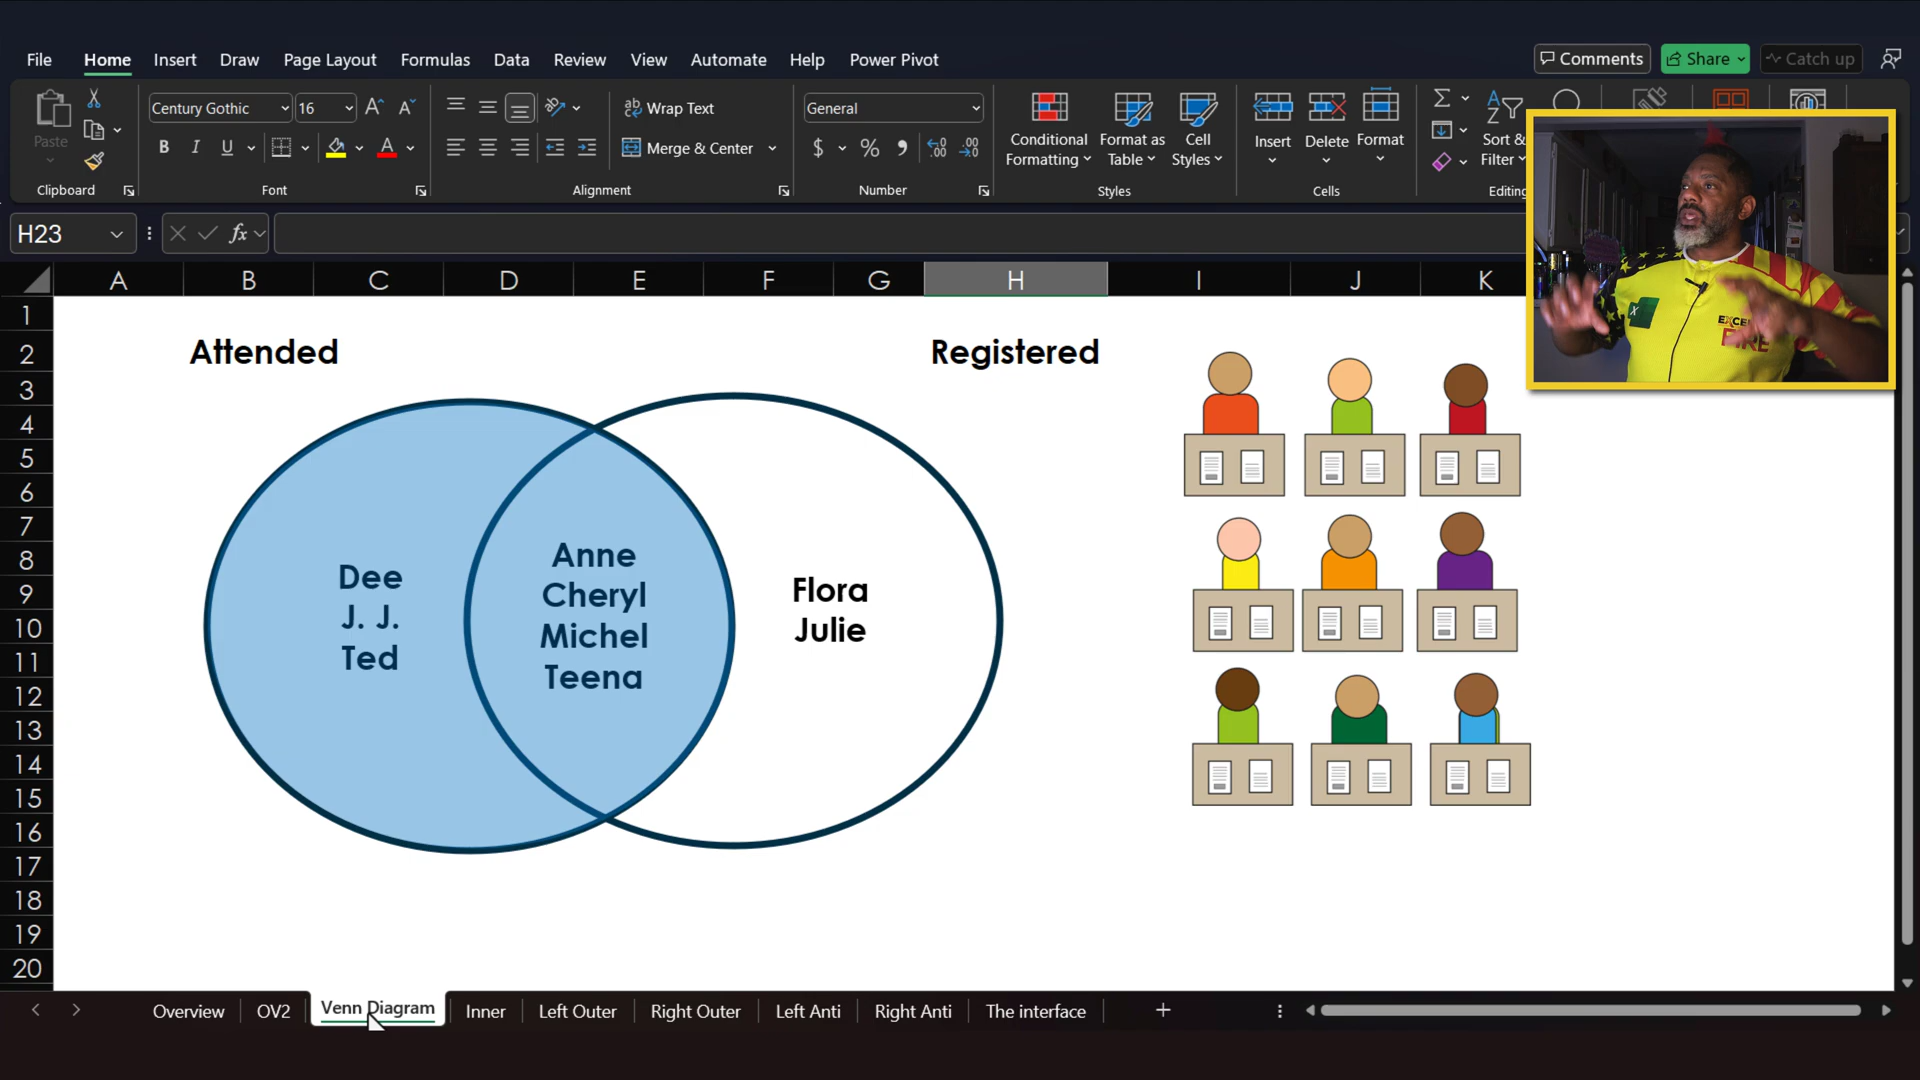 File Home Insert Draw Page Layout Formulas Data Review View Automate Help Power Pivot Comments Share Catch up
Century Gothic 16 Wrap Text General
Paste B I U A Merge & Center $ % Conditional Formatting Format as Table Cell Styles Insert Delete Format Sort & Filter
Clipboard Font Alignment Number Styles Cells Editing
H23 fx
A B C D E F G H I J K
1
2
3
4
5
6
7
8
9
10
11
12
13
14
15
16
17
18
19
20
Attended
Registered
Dee
J. J.
Ted
Anne
Cheryl
Michel
Teena
Flora
Julie
EXCEL
FIRE
Overview OV2 Venn Diagram Inner Left Outer Right Outer Left Anti Right Anti The interface